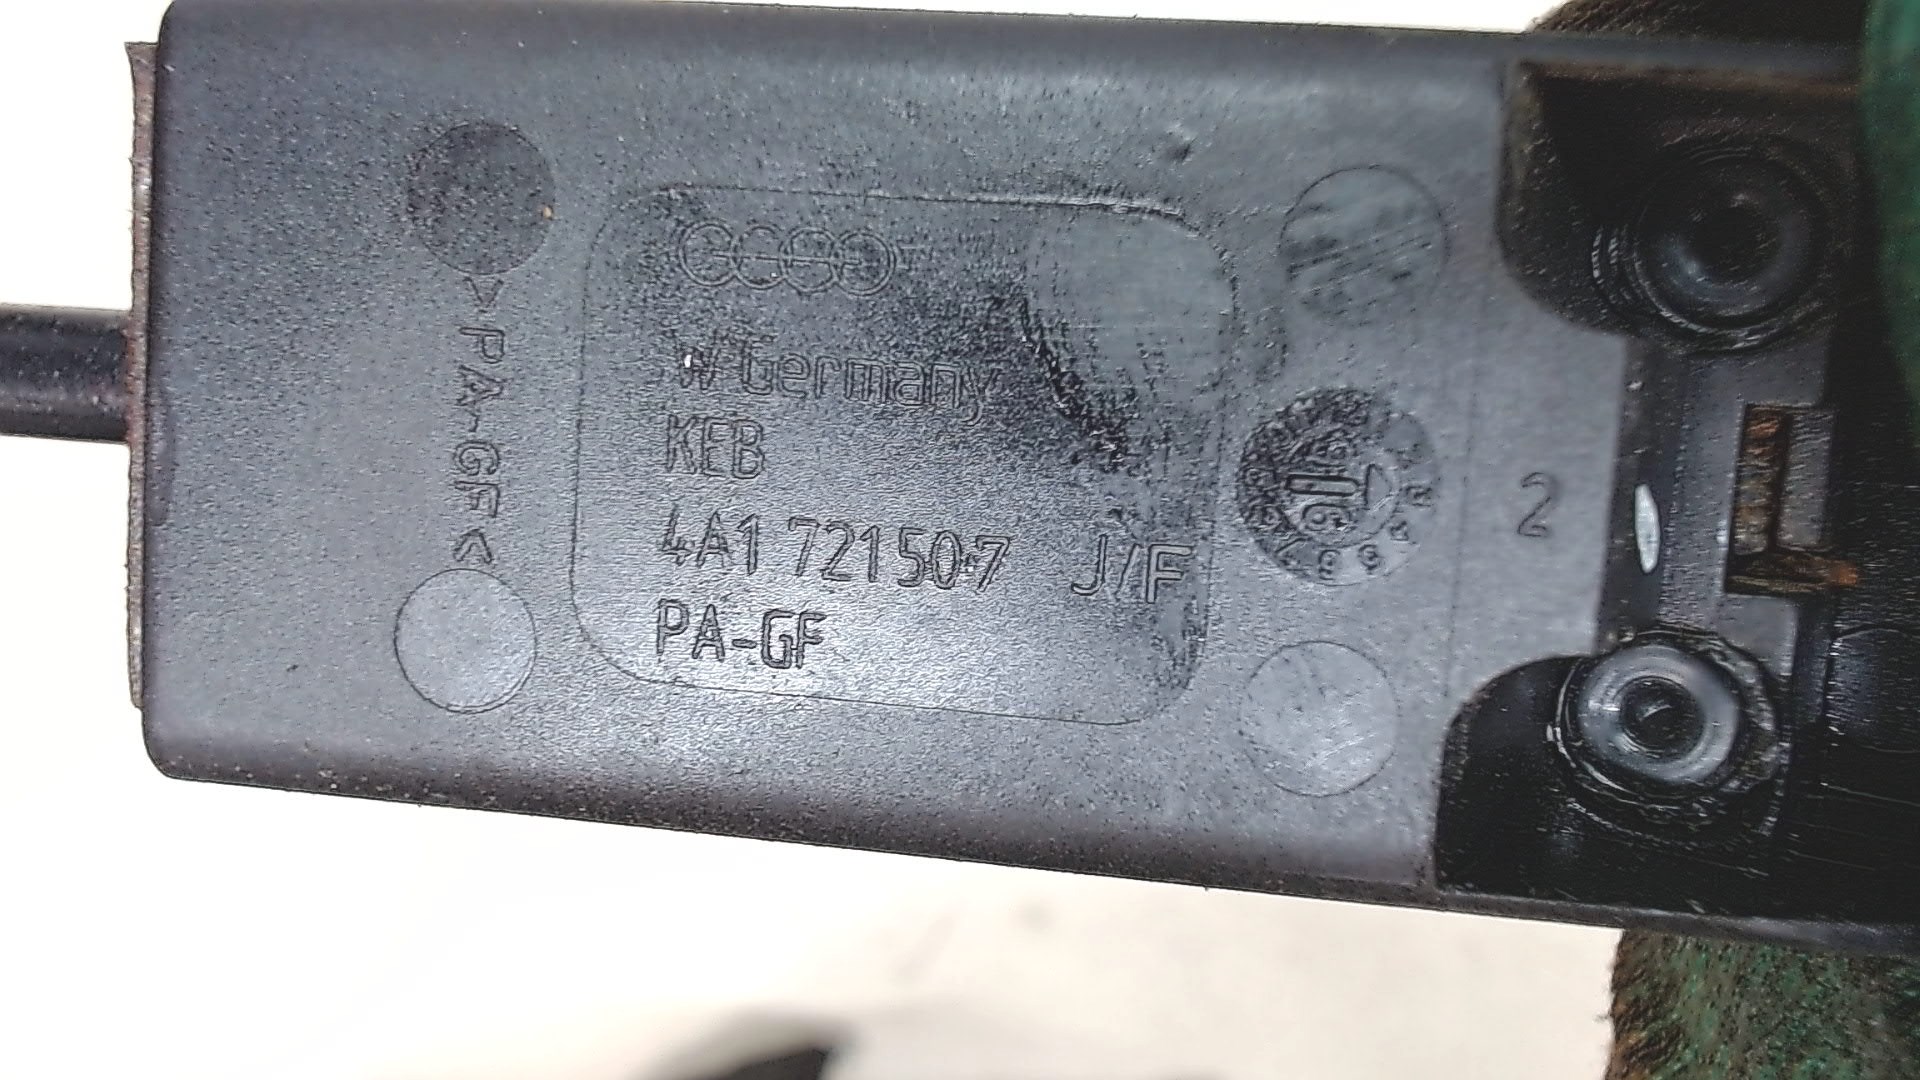 W Germany
KEB
4A1 721507 J/F
PA-GF
>PA-GF<
2